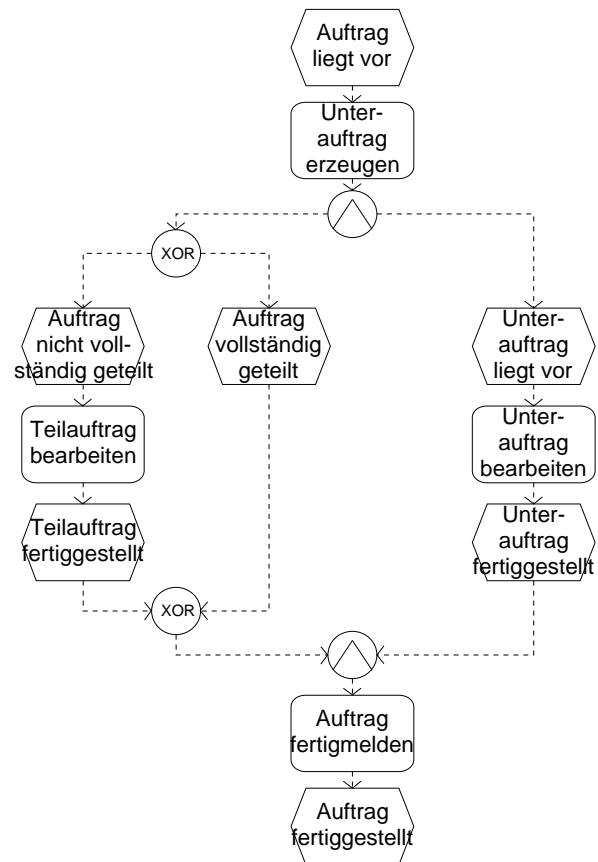 Auftrag
liegt vor
Unter-
auftrag
erzeugen
XOR
Auftrag
nicht voll-
ständig geteilt
Auftrag
vollständig
geteilt
Unter-
auftrag
liegt vor
Teilauftrag
bearbeiten
Unter-
auftrag
bearbeiten
Teilauftrag
fertiggestellt
Unter-
auftrag
fertiggestellt
XOR
Auftrag
fertigmelden
Auftrag
fertiggestellt